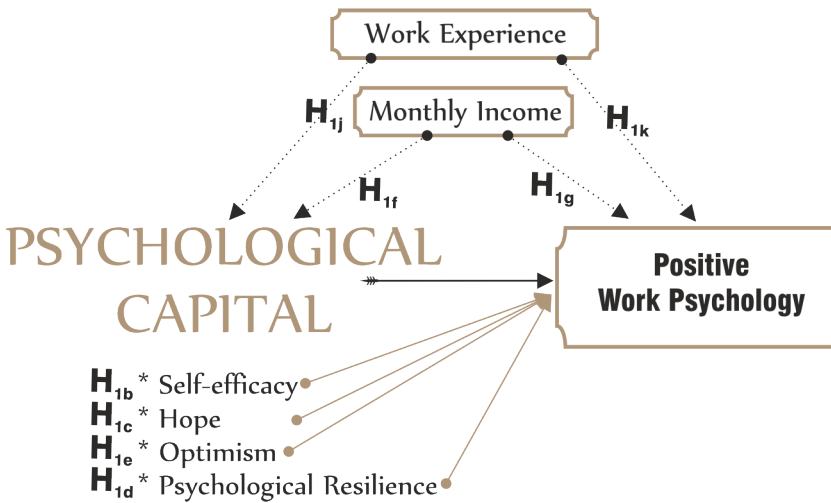 Work Experience
H1j
Monthly Income
H1k
H1f
H1g
PSYCHOLOGICAL
CAPITAL
Positive
Work Psychology
H1b * Self-efficacy
H1c * Hope
H1e * Optimism
H1d * Psychological Resilience